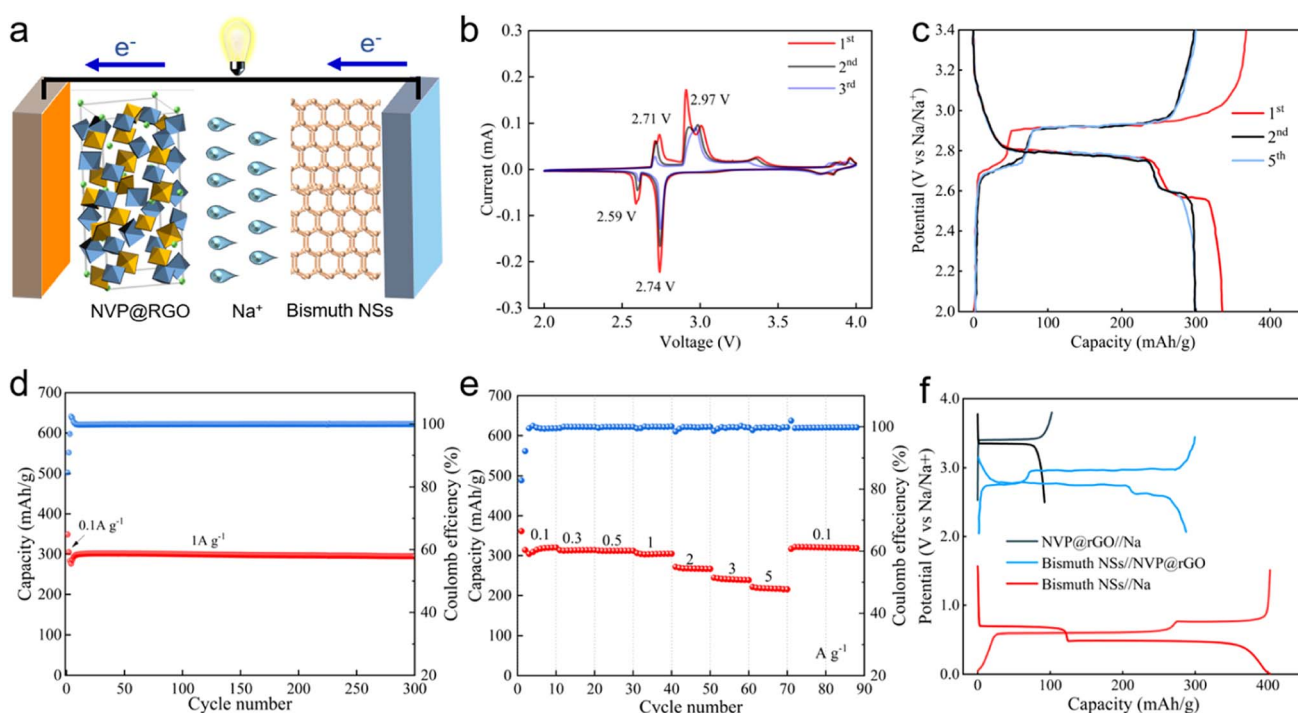 a
e⁻
e⁻
NVP@RGO
Na⁺
Bismuth NSs
b
0.3
0.2
0.1
0.0
-0.1
-0.2
-0.3
Current (mA)
1ˢᵗ
2ⁿᵈ
3ʳᵈ
2.97 V
2.71 V
2.59 V
2.74 V
2.0 2.5 3.0 3.5 4.0
Voltage (V)
c
3.4
3.2
3.0
2.8
2.6
2.4
2.2
2.0
Potential (V vs Na/Na⁺)
1ˢᵗ
2ⁿᵈ
5ᵗʰ
0 100 200 300 400
Capacity (mAh/g)
d
700
600
500
400
300
200
100
0
Capacity (mAh/g)
0.1A g⁻¹
1A g⁻¹
100
80
60
40
20
Coulomb effciency (%)
0 50 100 150 200 250 300
Cycle number
e
700
600
500
400
300
200
100
0
Capacity (mAh/g)
0.1 0.3 0.5 1 2 3 5 0.1
A g⁻¹
100
90
80
70
60
50
40
30
20
Coulomb effeciency (%)
0 10 20 30 40 50 60 70 80 90
Cycle number
f
4.0
3.0
2.0
1.0
0.0
Potential (V vs Na/Na+)
NVP@rGO//Na
Bismuth NSs//NVP@rGO
Bismuth NSs//Na
0 100 200 300 400
Capacity (mAh/g)